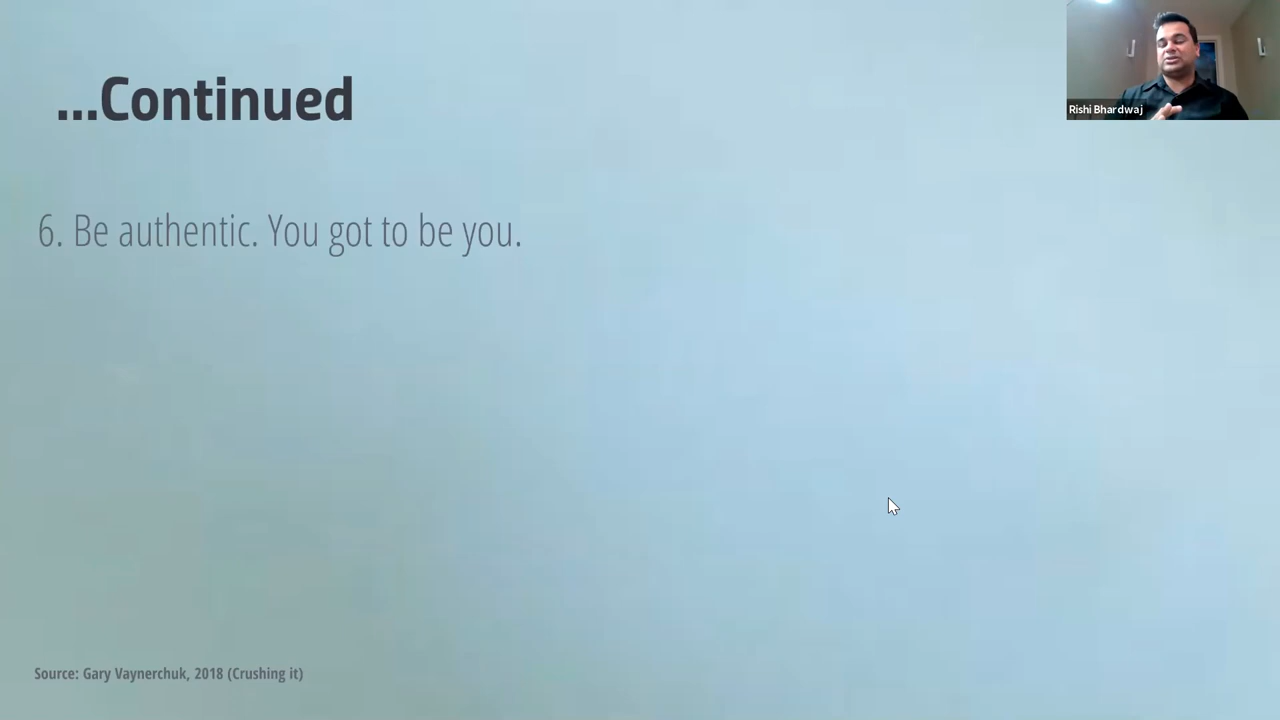 ...Continued
Rishi Bhardwaj
6. Be authentic. You got to be you.
Source: Gary Vaynerchuk, 2018 (Crushing it)